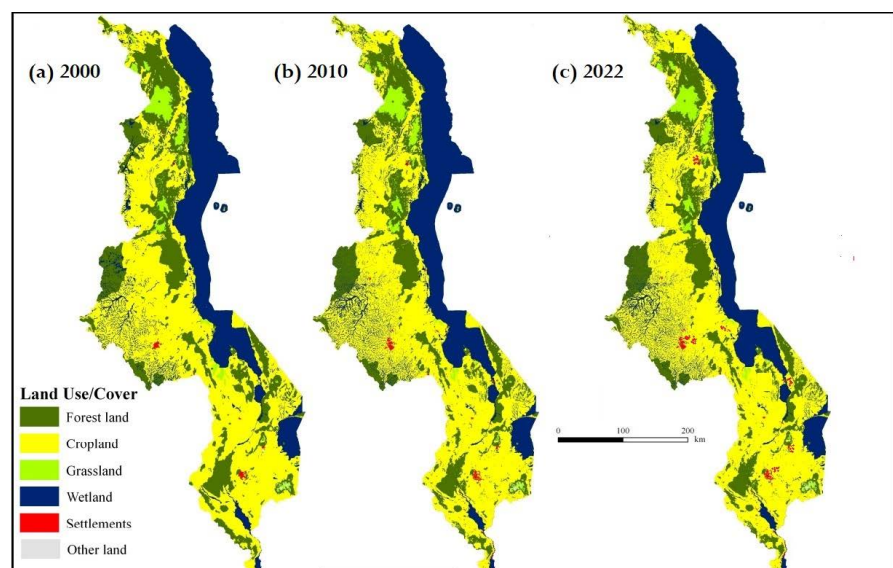 (a) 2000
(b) 2010
(c) 2022
Land Use/Cover
Forest land
Cropland
Grassland
Wetland
Settlements
Other land
0 100 200
km